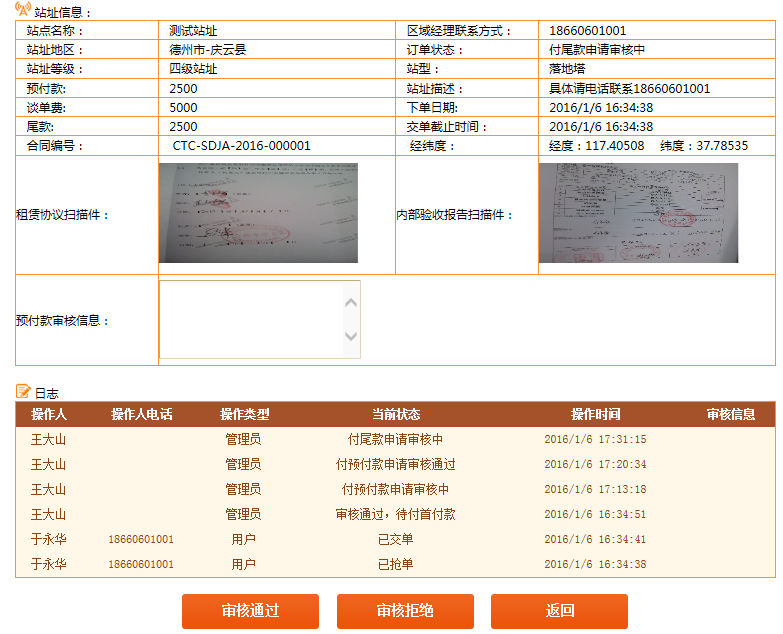 站址信息：
站点名称： 测试站址 区域经理联系方式： 18660601001
站址地区： 德州市-庆云县 订单状态： 付尾款申请审核中
站址等级： 四级站址 站型： 落地塔
预付款: 2500 站址描述： 具体请电话联系18660601001
谈单费: 5000 下单日期: 2016/1/6 16:34:38
尾款: 2500 交单截止时间： 2016/1/6 16:34:38
合同编号： CTC-SDJA-2016-000001 经纬度： 经度：117.40508 纬度：37.78535
租赁协议扫描件： 内部验收报告扫描件：
预付款审核信息：
日志
操作人 操作人电话 操作类型 当前状态 操作时间 审核信息
王大山 管理员 付尾款申请审核中 2016/1/6 17:31:15
王大山 管理员 付预付款申请审核通过 2016/1/6 17:20:34
王大山 管理员 付预付款申请审核中 2016/1/6 17:13:18
王大山 管理员 审核通过，待付首付款 2016/1/6 16:34:51
于永华 18660601001 用户 已交单 2016/1/6 16:34:41
于永华 18660601001 用户 已抢单 2016/1/6 16:34:38
审核通过 审核拒绝 返回